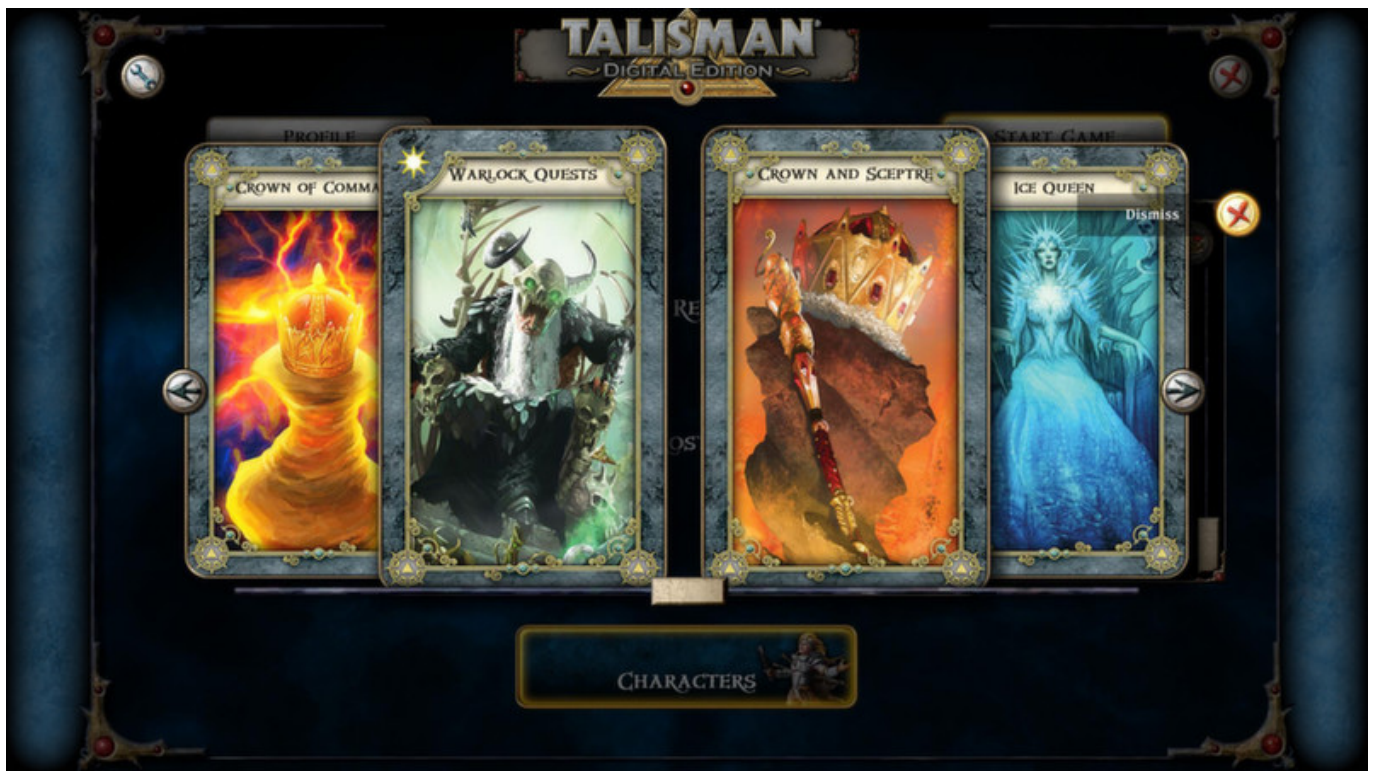 TALISMAN
DIGITAL EDITION
PROFILE
START GAME
CROWN OF COMMA
WARLOCK QUESTS
CROWN AND SCEPTRE
ICE QUEEN
Dismiss
RE
OS
CHARACTERS